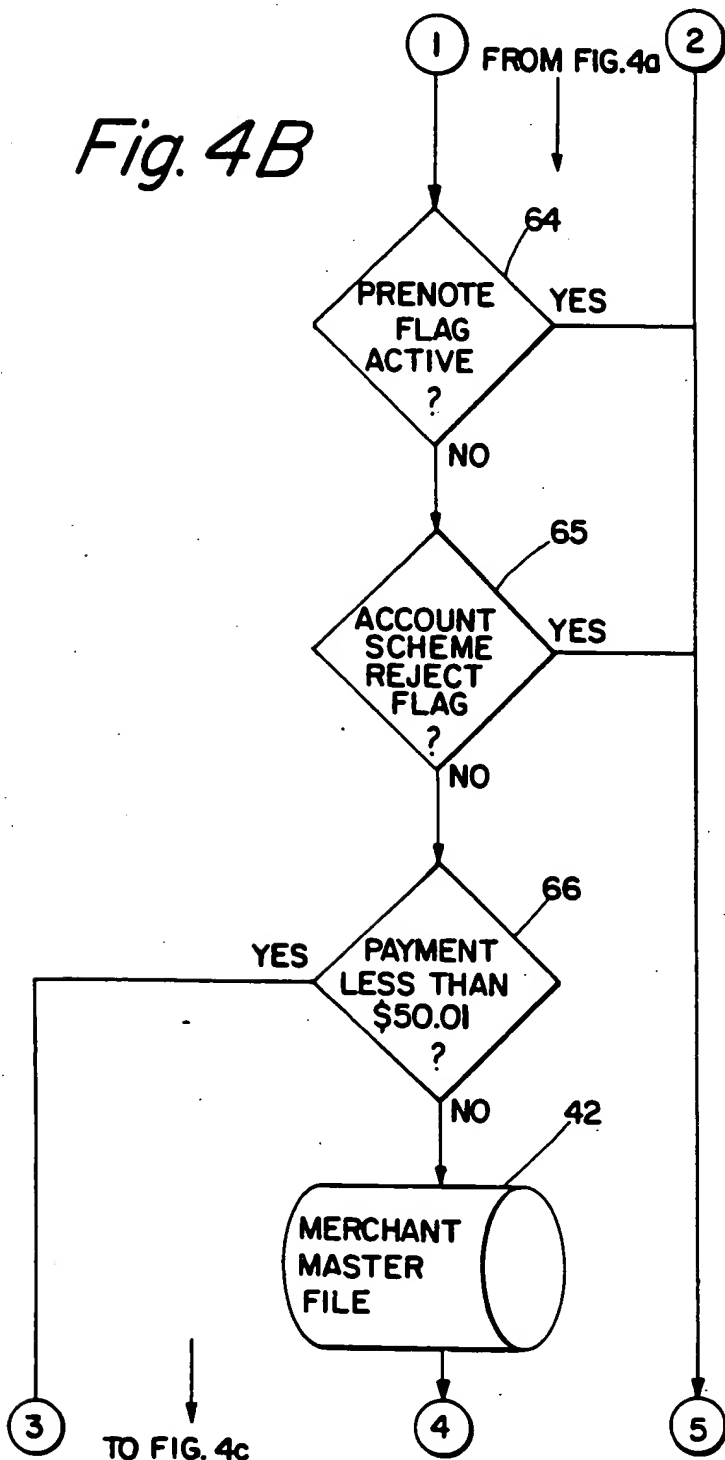 1
FROM FIG.4a
2
Fig. 4B
64
PRENOTE
FLAG
ACTIVE
?
YES
NO
65
ACCOUNT
SCHEME
REJECT
FLAG
?
YES
NO
66
YES
PAYMENT
LESS THAN
$50.01
?
NO
42
MERCHANT
MASTER
FILE
3
TO FIG. 4c
4
5